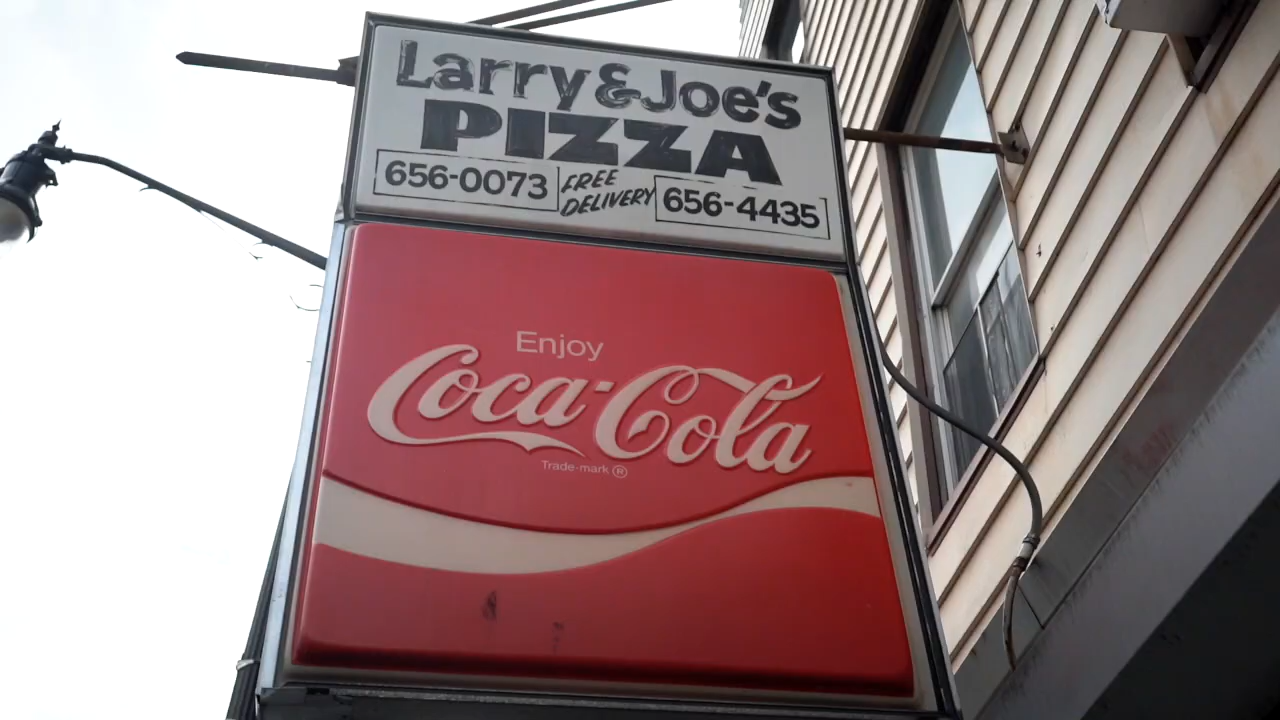 Larry & Joe's
PIZZA
656-0073
FREE
DELIVERY
656-4435
Enjoy
Coca-Cola
Trade-mark ®